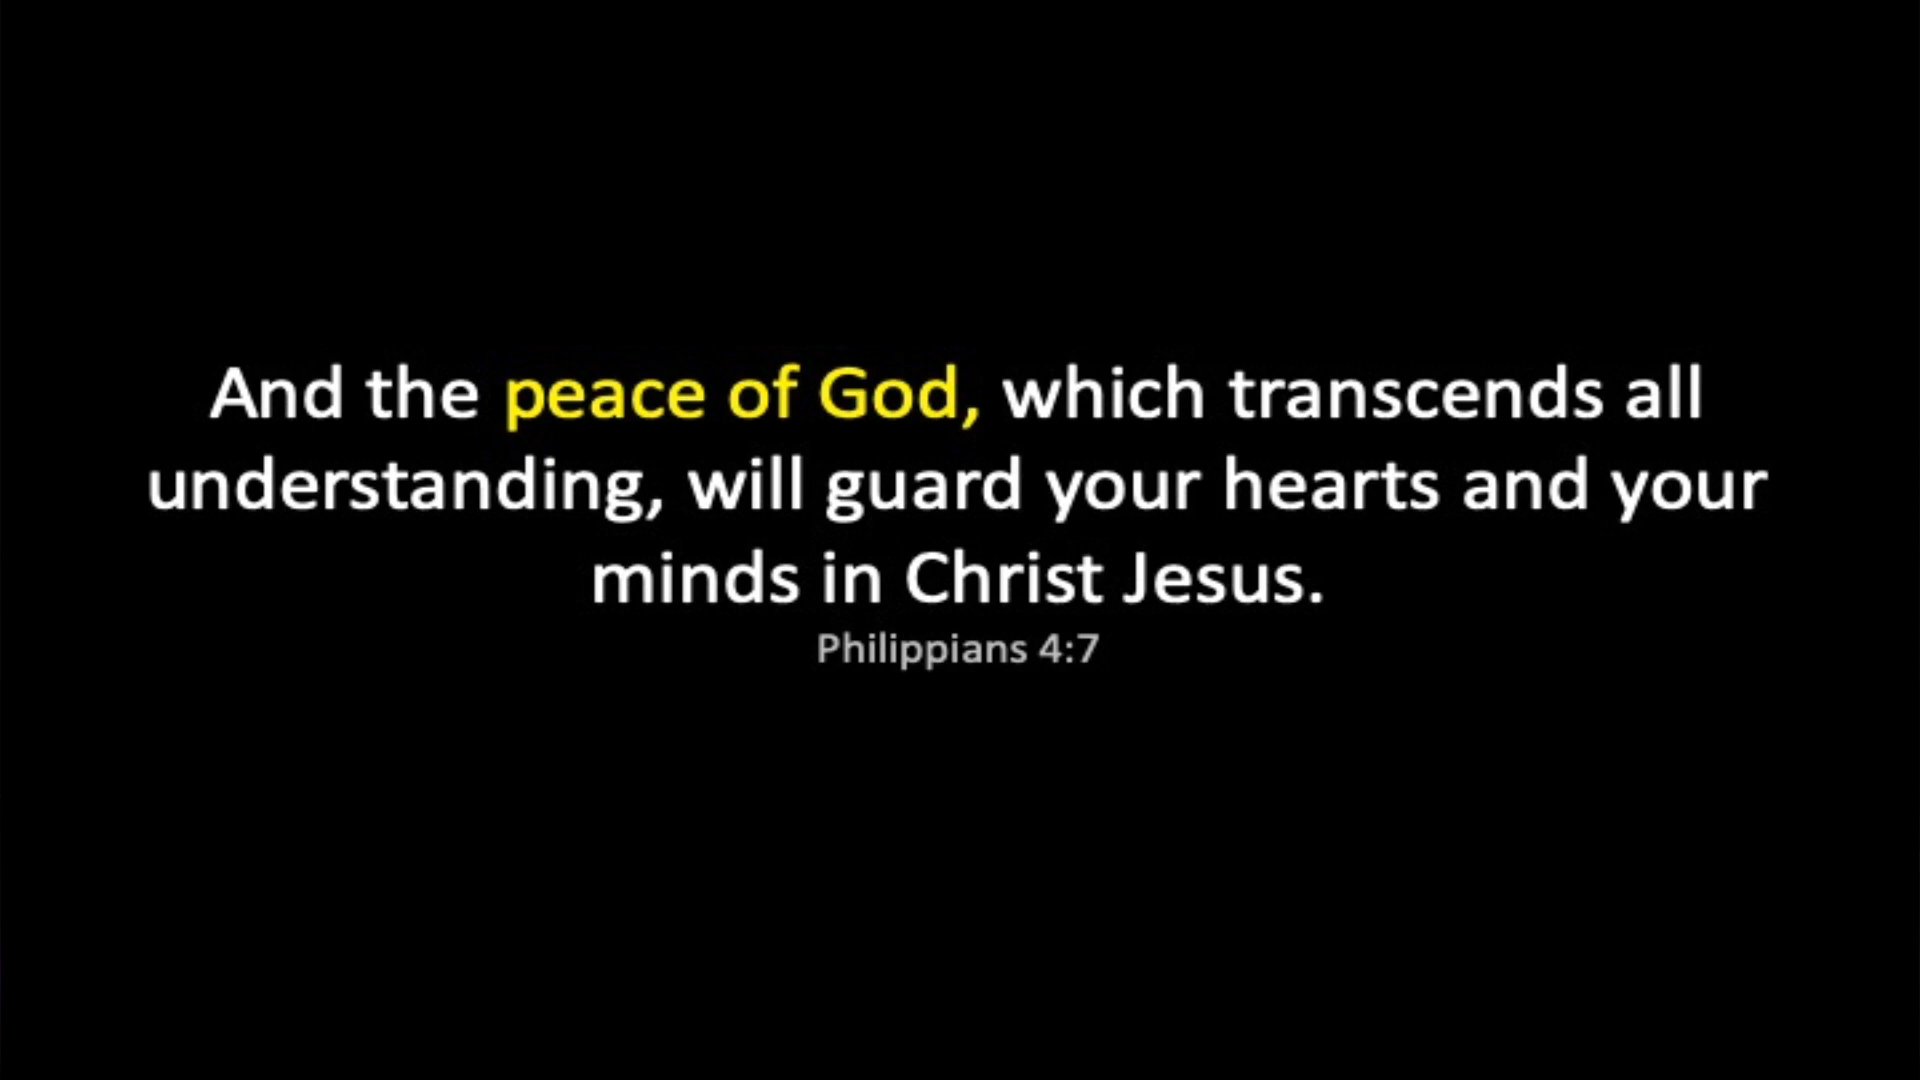 And the peace of God, which transcends all
understanding, will guard your hearts and your
minds in Christ Jesus.
Philippians 4:7